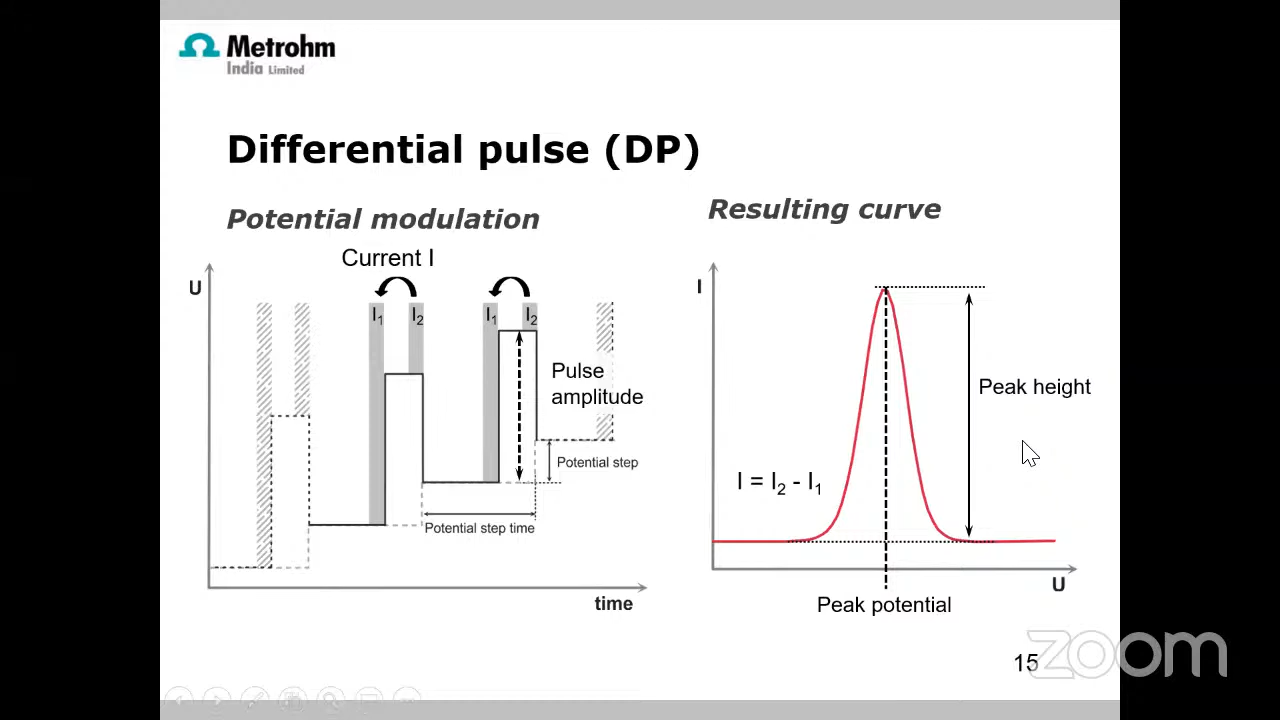 Metrohm
India Limited
Differential pulse (DP)
Potential modulation
Current I
U
I1
I2
I1
I2
Pulse
amplitude
Potential step
Potential step time
time
Resulting curve
I
Peak height
I = I2 - I1
U
Peak potential
15
zoom